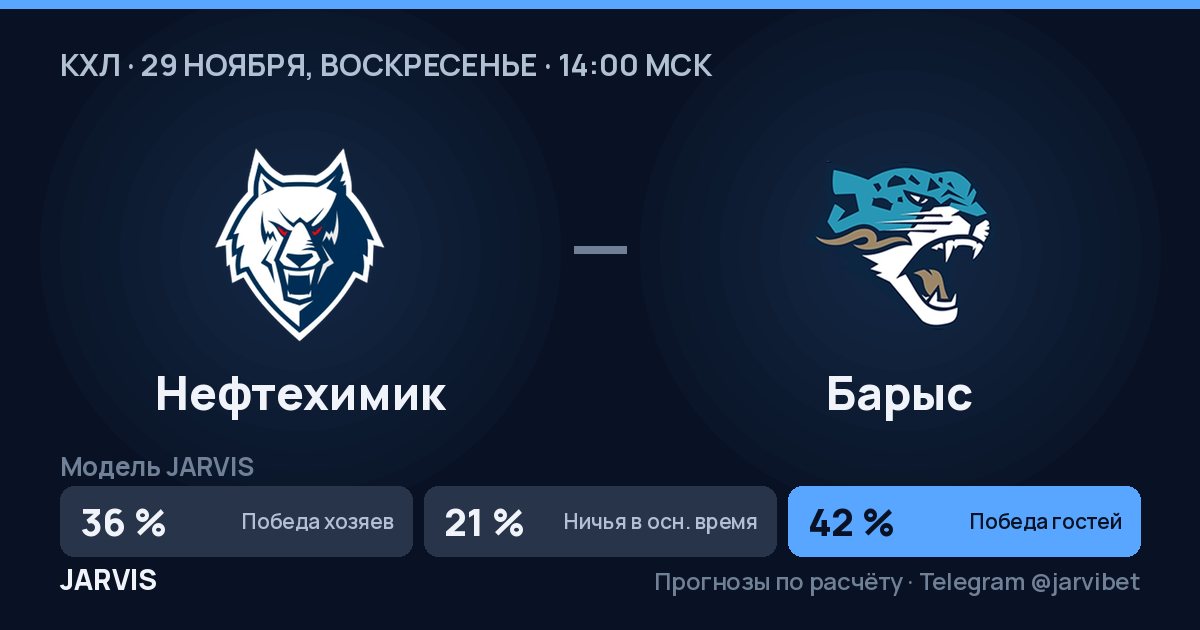 КХЛ · 29 НОЯБРЯ, ВОСКРЕСЕНЬЕ · 14:00 МСК
—
Нефтехимик
Барыс
Модель JARVIS
36 % Победа хозяев
21 % Ничья в осн. время
42 % Победа гостей
JARVIS
Прогнозы по расчёту · Telegram @jarvibet